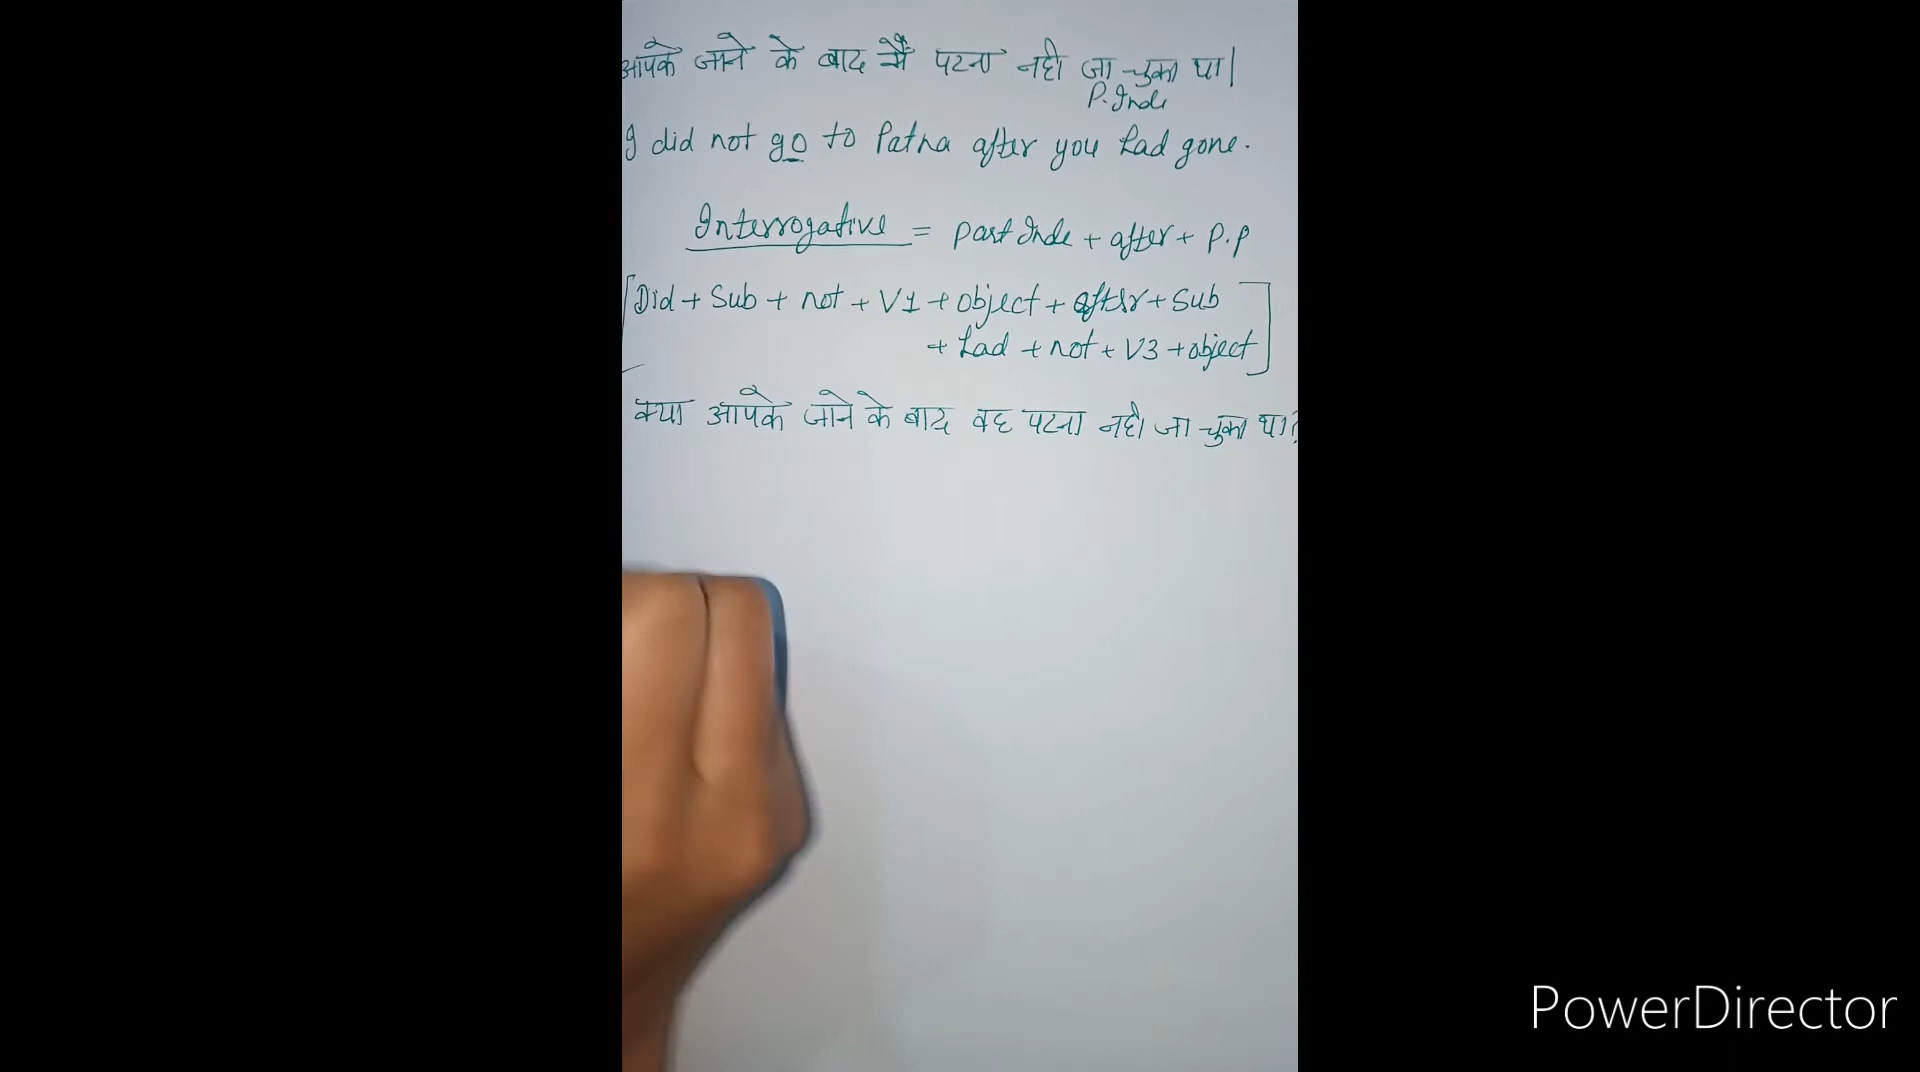 आपके जाने के बाद मैं पटना नही जा चुका था|
P. Inde
I did not go to Patna after you had gone.
Interrogative = past Inde + after + P.P
[Did + Sub + not + V1 + object + after + Sub
+ had + not + V3 + object]
क्या आपके जाने के बाद वह पटना नही जा चुका था?
PowerDirector